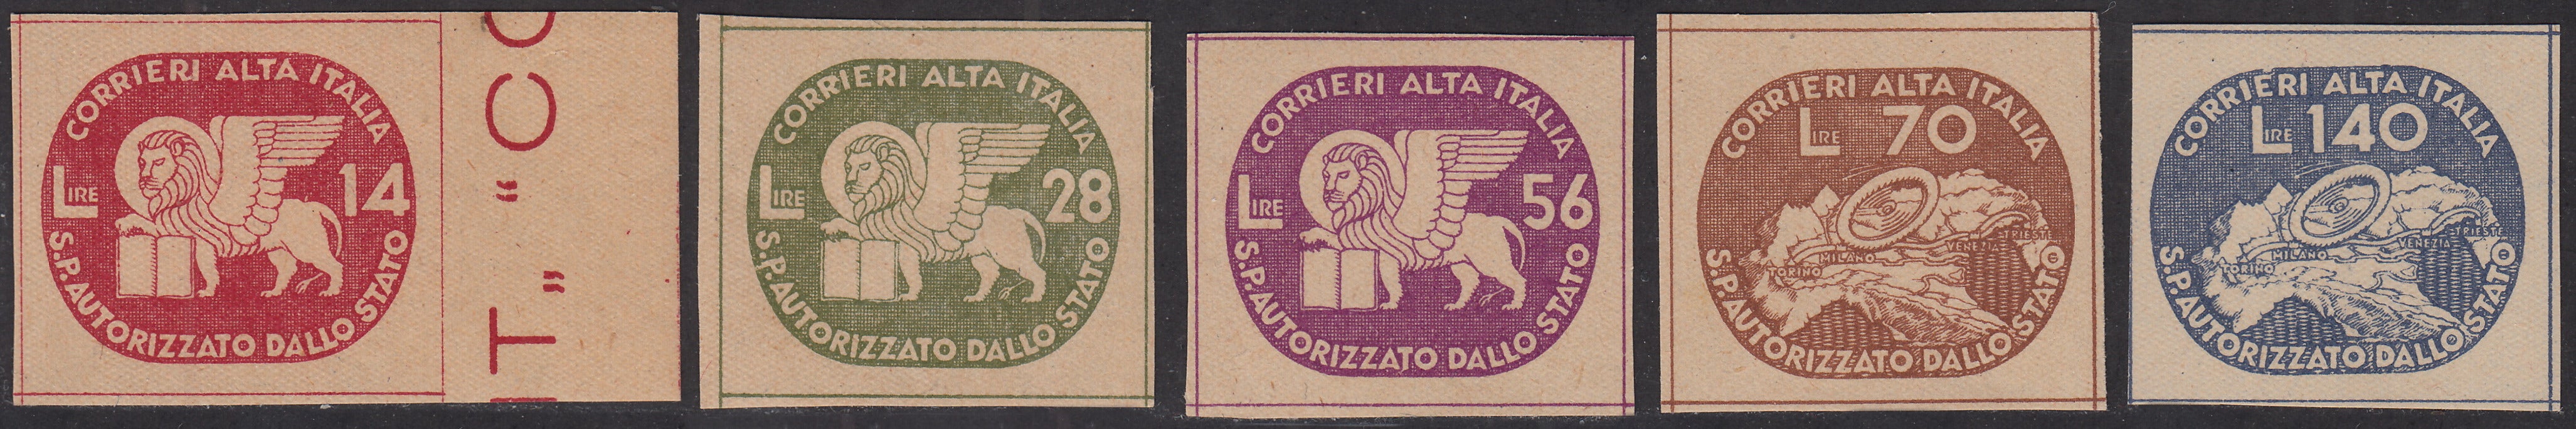 CORRIERI ALTA ITALIA
LIRE 14
S.P. AUTORIZZATO DALLO STATO
T „ “ CO
CORRIERI ALTA ITALIA
LIRE 28
S.P. AUTORIZZATO DALLO STATO
CORRIERI ALTA ITALIA
LIRE 56
S.P. AUTORIZZATO DALLO STATO
CORRIERI ALTA ITALIA
LIRE 70
TRIESTE
VENEZIA
MILANO
TORINO
S.P. AUTORIZZATO DALLO STATO
CORRIERI ALTA ITALIA
LIRE 140
TRIESTE
VENEZIA
MILANO
TORINO
S.P. AUTORIZZATO DALLO STATO